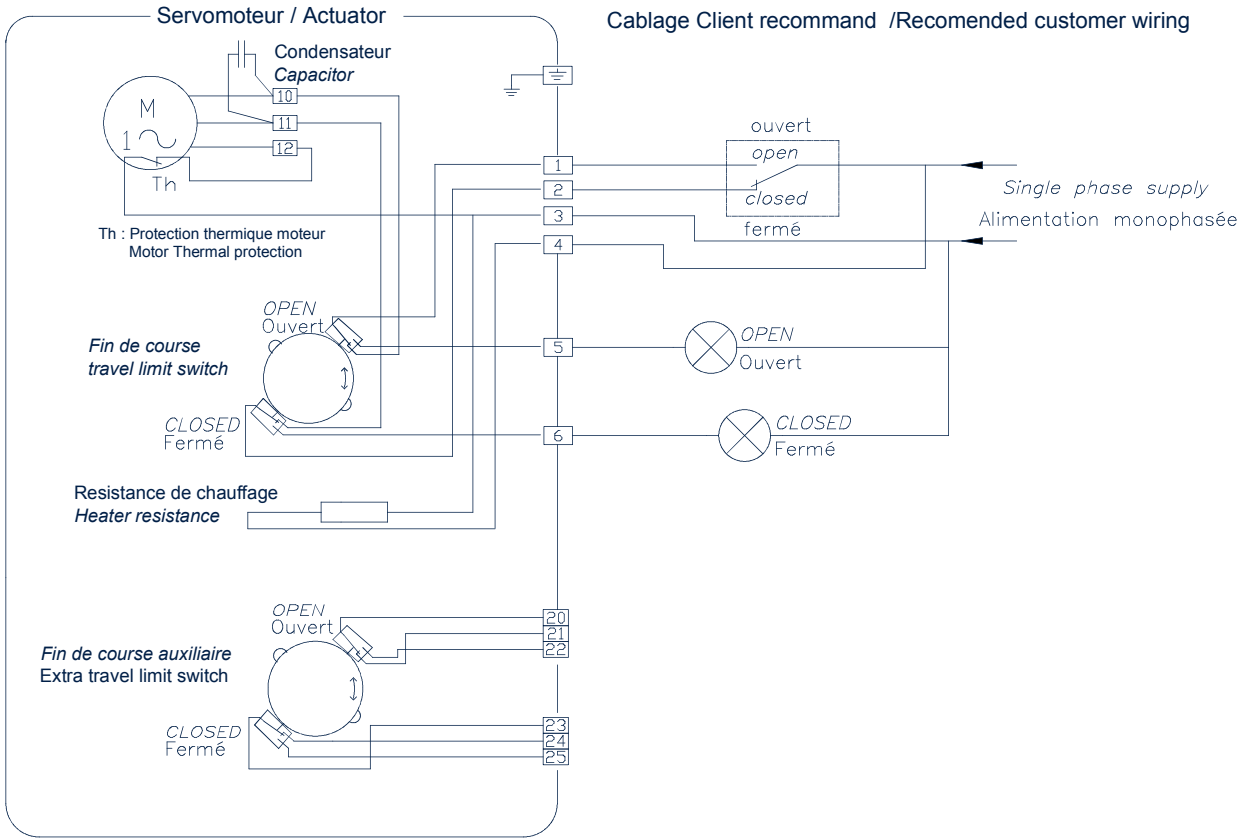 Servomoteur / Actuator
Cablage Client recommand /Recomended customer wiring
Condensateur
Capacitor
M
1
Th
10
11
12
Th : Protection thermique moteur
Motor Thermal protection
1
2
3
4
ouvert
open
closed
fermé
Single phase supply
Alimentation monophasée
OPEN
Ouvert
Fin de course
travel limit switch
CLOSED
Fermé
5
OPEN
Ouvert
6
CLOSED
Fermé
Resistance de chauffage
Heater resistance
OPEN
Ouvert
Fin de course auxiliaire
Extra travel limit switch
CLOSED
Fermé
20
21
22
23
24
25